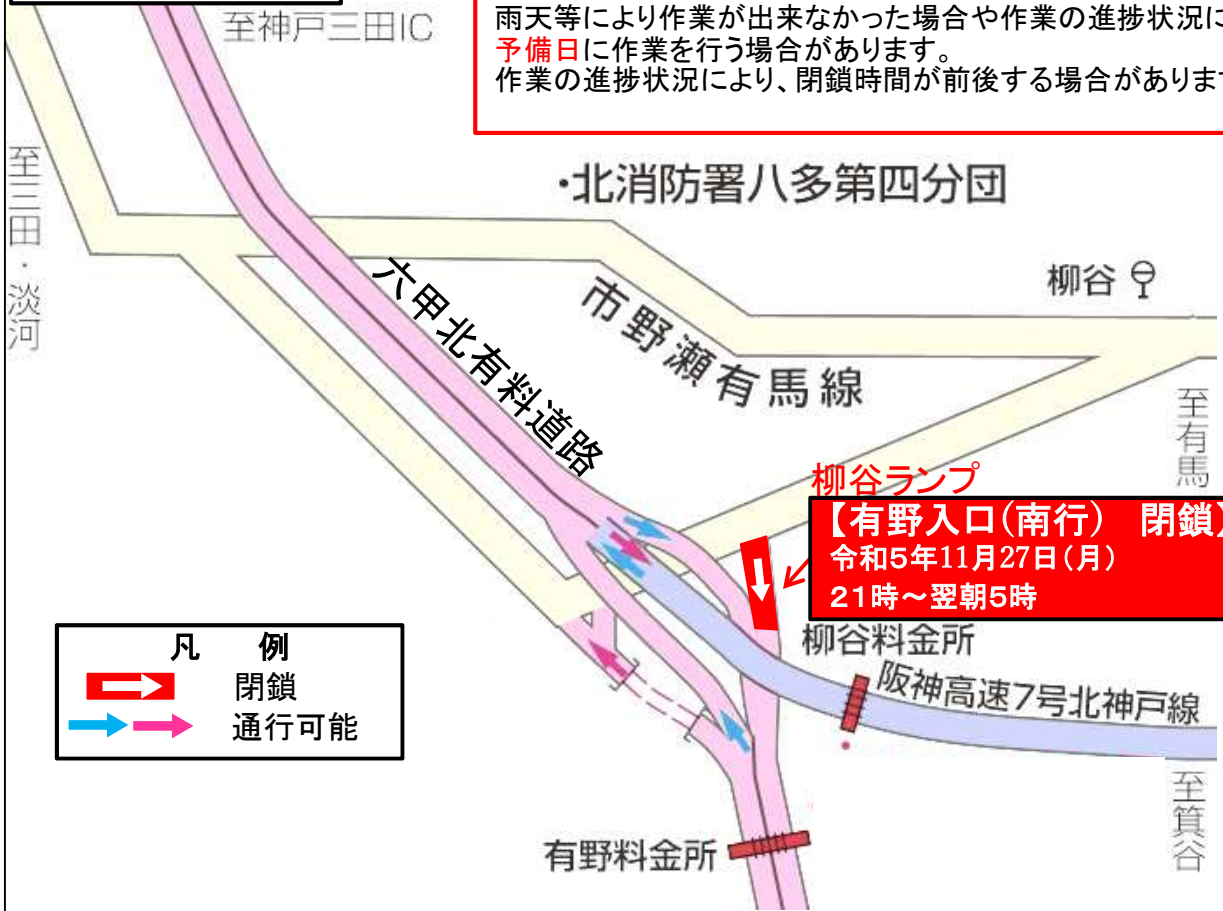 至神戸三田IC
雨天等により作業が出来なかった場合や作業の進捗状況に
予備日に作業を行う場合があります。
作業の進捗状況により、閉鎖時間が前後する場合がありま
至三田・淡河
・北消防署八多第四分団
柳谷
六甲北有料道路
市野瀬有馬線
至有馬
柳谷ランプ
【有野入口(南行)　閉鎖】
令和5年11月27日(月)
21時～翌朝5時
柳谷料金所
阪神高速7号北神戸線
凡　例
閉鎖
通行可能
至箕谷
有野料金所